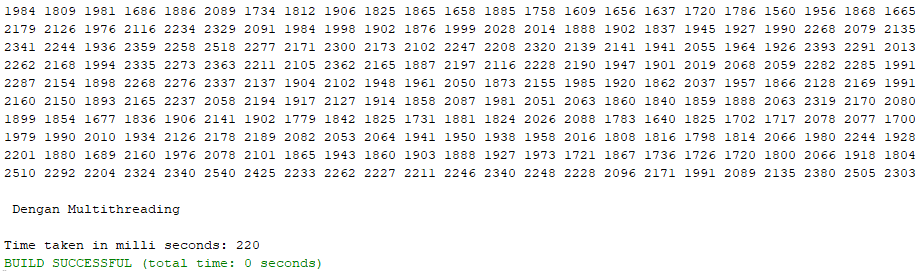 1984 1809 1981 1686 1886 2089 1734 1812 1906 1825 1865 1658 1885 1758 1609 1656 1637 1720 1786 1560 1956 1868 1665
2179 2126 1976 2116 2234 2329 2091 1984 1998 1902 1876 1999 2028 2014 1888 1902 1837 1945 1927 1990 2268 2079 2135
2341 2244 1936 2359 2258 2518 2277 2171 2300 2173 2102 2247 2208 2320 2139 2141 1941 2055 1964 1926 2393 2291 2013
2262 2168 1994 2335 2273 2363 2211 2105 2362 2165 1887 2197 2116 2228 2190 1947 1901 2019 2068 2059 2282 2285 1991
2287 2154 1898 2268 2276 2337 2137 1904 2102 1948 1961 2050 1873 2155 1985 1920 1862 2037 1957 1866 2128 2169 1991
2160 2150 1893 2165 2237 2058 2194 1917 2127 1914 1858 2087 1981 2051 2063 1860 1840 1859 1888 2063 2319 2170 2080
1899 1854 1677 1836 1906 2141 1902 1779 1842 1825 1731 1881 1824 2026 2088 1783 1640 1825 1702 1717 2078 2077 1700
1979 1990 2010 1934 2126 2178 2189 2082 2053 2064 1941 1950 1938 1958 2016 1808 1816 1798 1814 2066 1980 2244 1928
2201 1880 1689 2160 1976 2078 2101 1865 1943 1860 1903 1888 1927 1973 1721 1867 1736 1726 1720 1800 2066 1918 1804
2510 2292 2204 2324 2340 2540 2425 2233 2262 2227 2211 2246 2340 2248 2228 2096 2171 1991 2089 2135 2380 2505 2303
Dengan Multithreading
Time taken in milli seconds: 220
BUILD SUCCESSFUL (total time: 0 seconds)